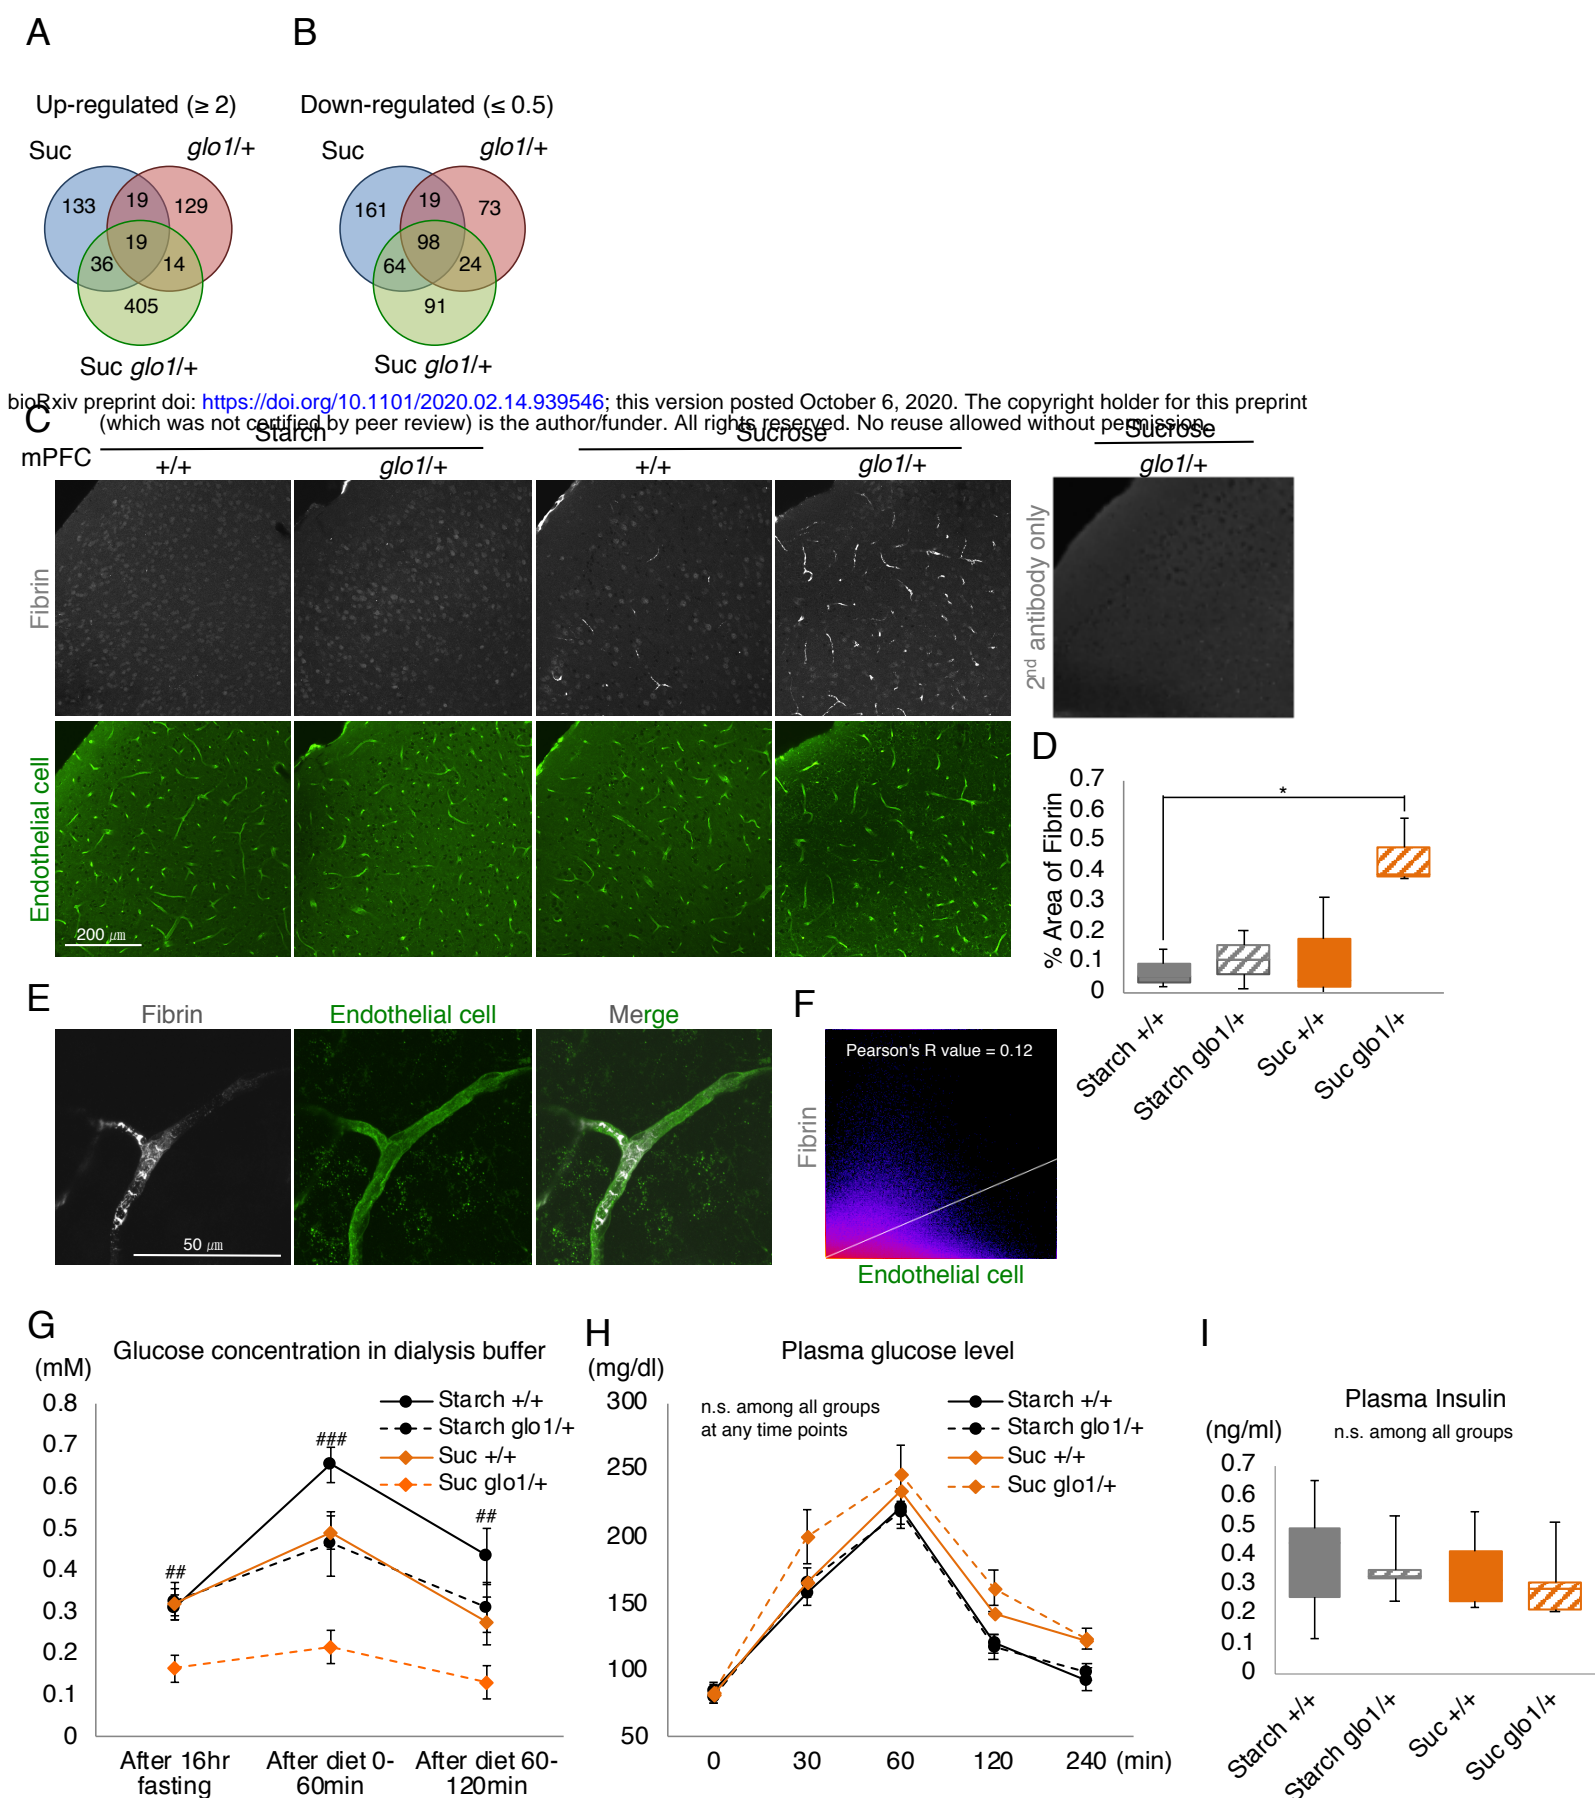 A
B
Up-regulated (≥ 2)
Down-regulated (≤ 0.5)
Suc
glo1/+
Suc
glo1/+
133
19
129
19
36
14
405
161
19
73
98
64
24
91
Suc glo1/+
Suc glo1/+
bioRxiv preprint doi: https://doi.org/10.1101/2020.02.14.939546; this version posted October 6, 2020. The copyright holder for this preprint
(which was not certified by peer review) is the author/funder. All rights reserved. No reuse allowed without permission.
C
Starch
Sucrose
Sucrose
mPFC
+/+
glo1/+
+/+
glo1/+
glo1/+
Fibrin
2nd antibody only
Endothelial cell
200 μm
D
% Area of Fibrin
0.7
0.6
0.5
0.4
0.3
0.2
0.1
0
*
Starch +/+
Starch glo1/+
Suc +/+
Suc glo1/+
E
Fibrin
Endothelial cell
Merge
50 μm
F
Pearson's R value = 0.12
Fibrin
Endothelial cell
G
Glucose concentration in dialysis buffer
(mM)
0.8
0.7
0.6
0.5
0.4
0.3
0.2
0.1
0
Starch +/+
Starch glo1/+
Suc +/+
Suc glo1/+
##
###
##
After 16hr
fasting
After diet 0-
60min
After diet 60-
120min
H
Plasma glucose level
(mg/dl)
300
250
200
150
100
50
n.s. among all groups
at any time points
Starch +/+
Starch glo1/+
Suc +/+
Suc glo1/+
0
30
60
120
240 (min)
I
Plasma Insulin
(ng/ml)
n.s. among all groups
0.7
0.6
0.5
0.4
0.3
0.2
0.1
0
Starch +/+
Starch glo1/+
Suc +/+
Suc glo1/+